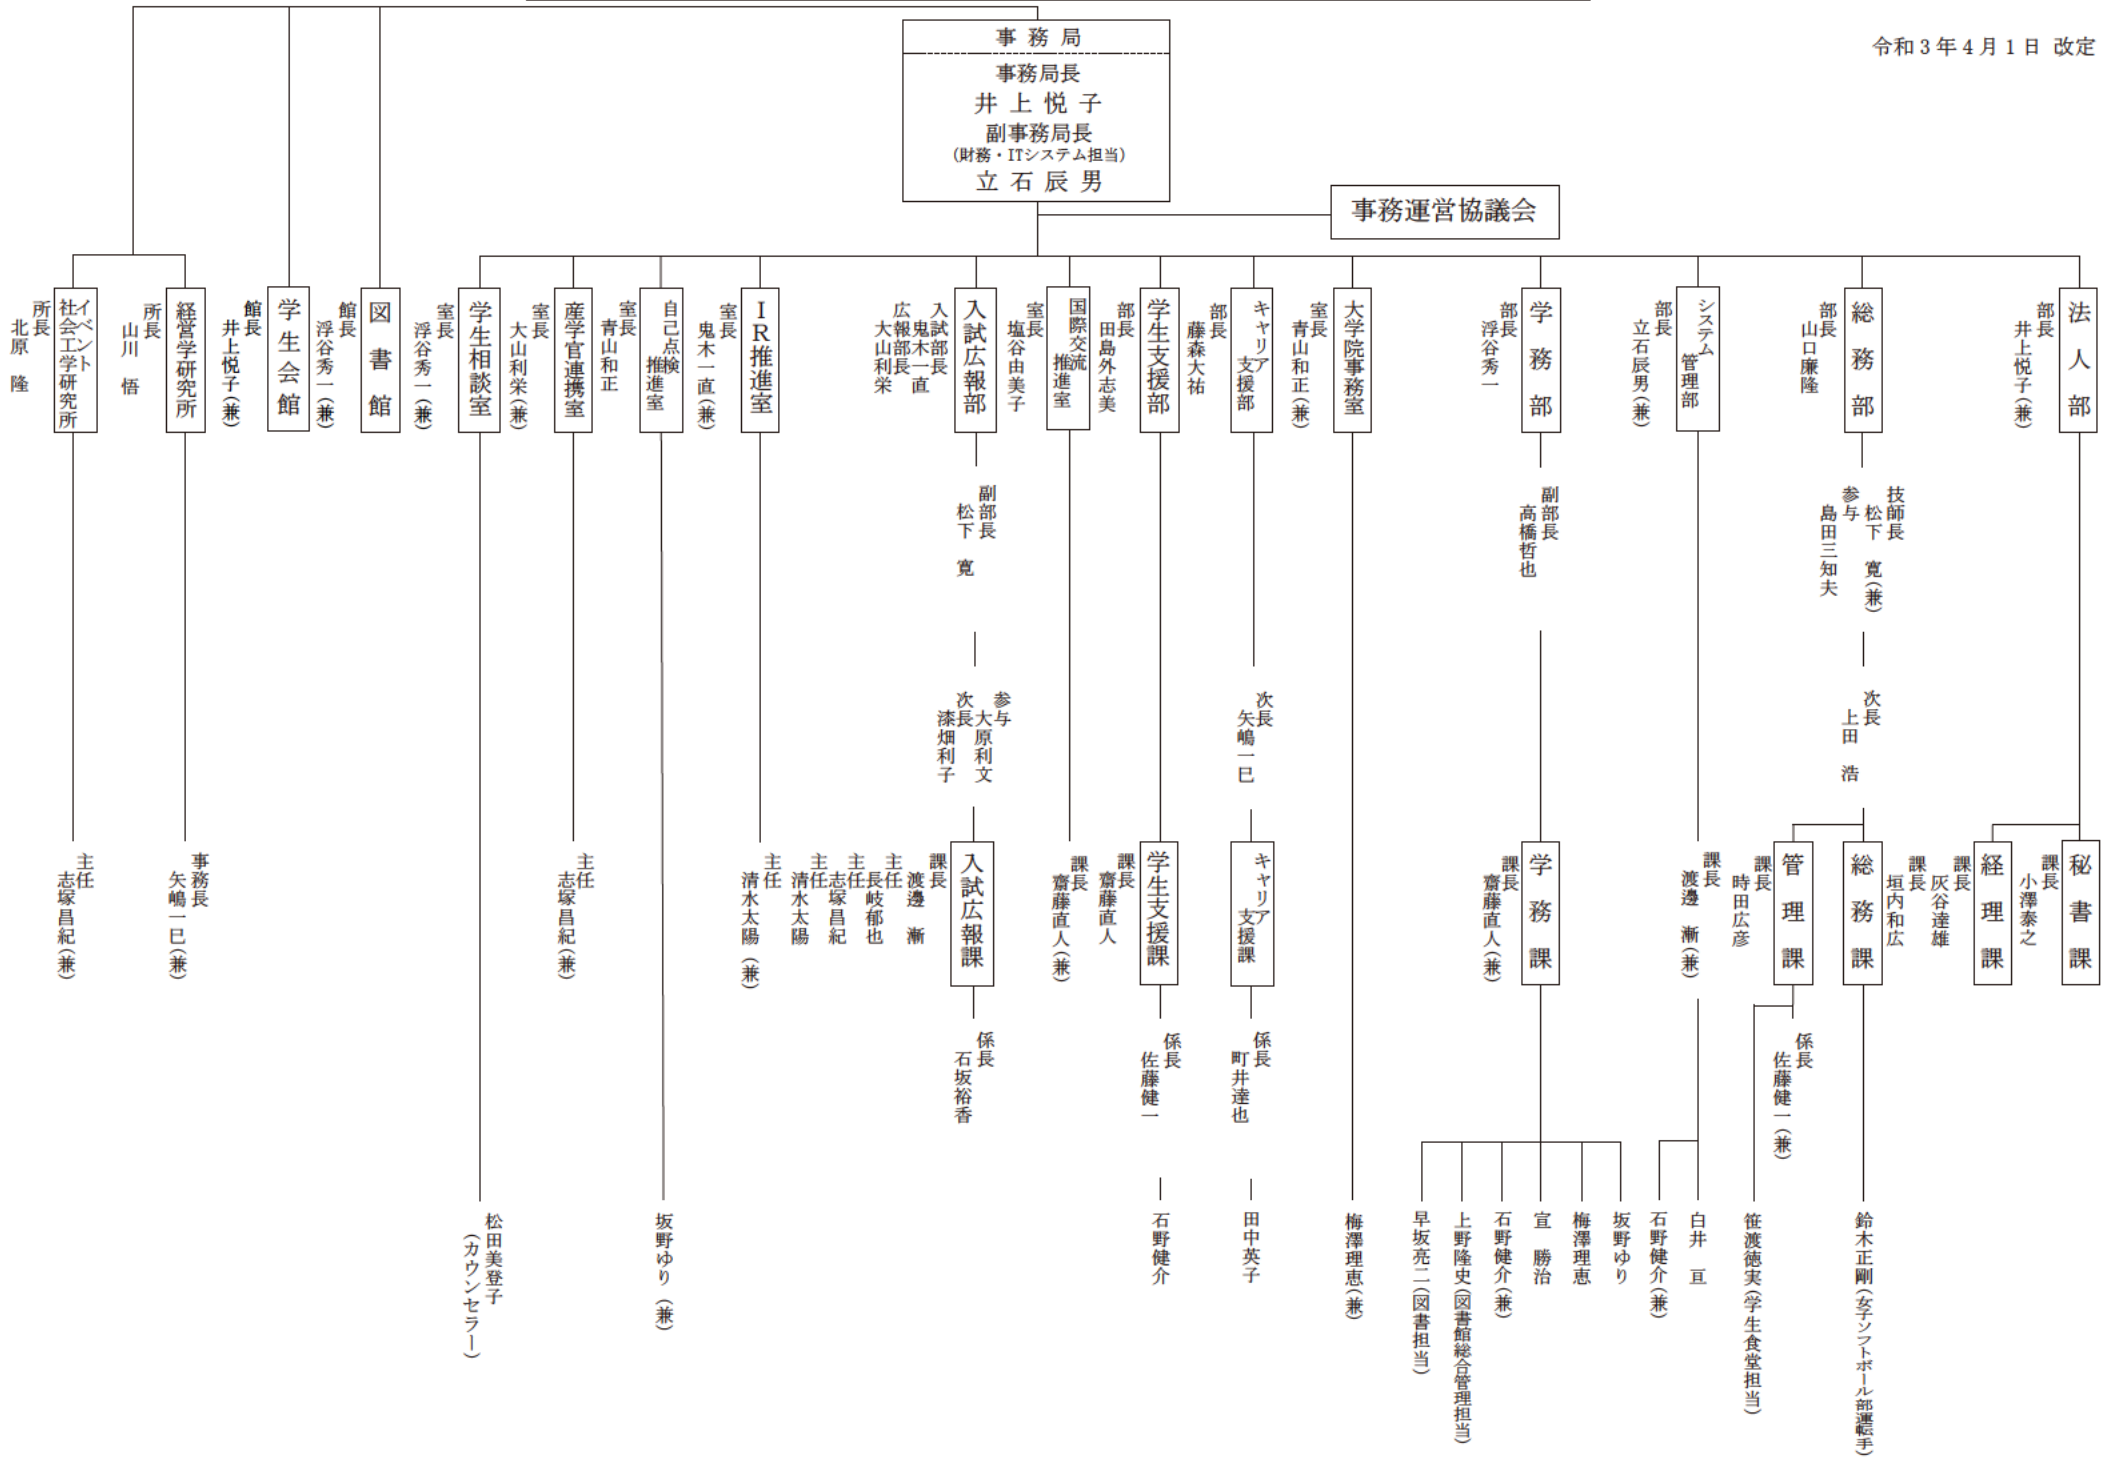 令和３年４月１日 改定
事務局
事務局長
井上悦子
副事務局長
(財務・ITシステム担当)
立石辰男
事務運営協議会
法人部
部長
井上悦子(兼)
総務部
部長
山口廉隆
システム
管理部
部長
立石辰男(兼)
学務部
部長
浮谷秀一
大学院事務室
室長
青山和正(兼)
キャリア
支援部
部長
藤森大祐
学生支援部
部長
田島外志美
国際交流
推進室
室長
塩谷由美子
入試広報部
入試部長
鬼木一直
広報部長
大山利栄
ＩＲ推進室
室長
鬼木一直(兼)
自己点検
推進室
室長
青山和正
産学官連携室
室長
大山利栄(兼)
学生相談室
室長
浮谷秀一(兼)
図書館
館長
浮谷秀一(兼)
学生会館
館長
井上悦子(兼)
経営学研究所
所長
山川 悟
イベント
社会工学研究所
所長
北原 隆
技師長
松下 寛(兼)
参与
島田三知夫
副部長
高橋哲也
副部長
松下 寛
次長
上田 浩
次長
矢嶋一巳
参与
大原利文
次長
漆畑利子
秘書課
課長
小澤泰之
経理課
課長
灰谷達雄
総務課
課長
垣内和広
管理課
課長
時田広彦
課長
渡邊 漸(兼)
学務課
課長
齋藤直人(兼)
キャリア
支援課
学生支援課
課長
齋藤直人
課長
齋藤直人(兼)
入試広報課
課長
渡邊 漸
主任
長岐郁也
主任
志塚昌紀
主任
清水太陽
主任
清水太陽(兼)
主任
志塚昌紀(兼)
事務長
矢嶋一巳(兼)
主任
志塚昌紀(兼)
係長
佐藤健一(兼)
係長
町井達也
係長
佐藤健一
係長
石坂裕香
鈴木正剛(女子ソフトボール部運転手)
笹渡徳実(学生食堂担当)
白井 亘
石野健介(兼)
坂野ゆり
梅澤理恵
宣 勝治
石野健介(兼)
上野隆史(図書館総合管理担当)
早坂亮二(図書担当)
梅澤理恵(兼)
田中英子
石野健介
坂野ゆり(兼)
松田美登子
(カウンセラー)